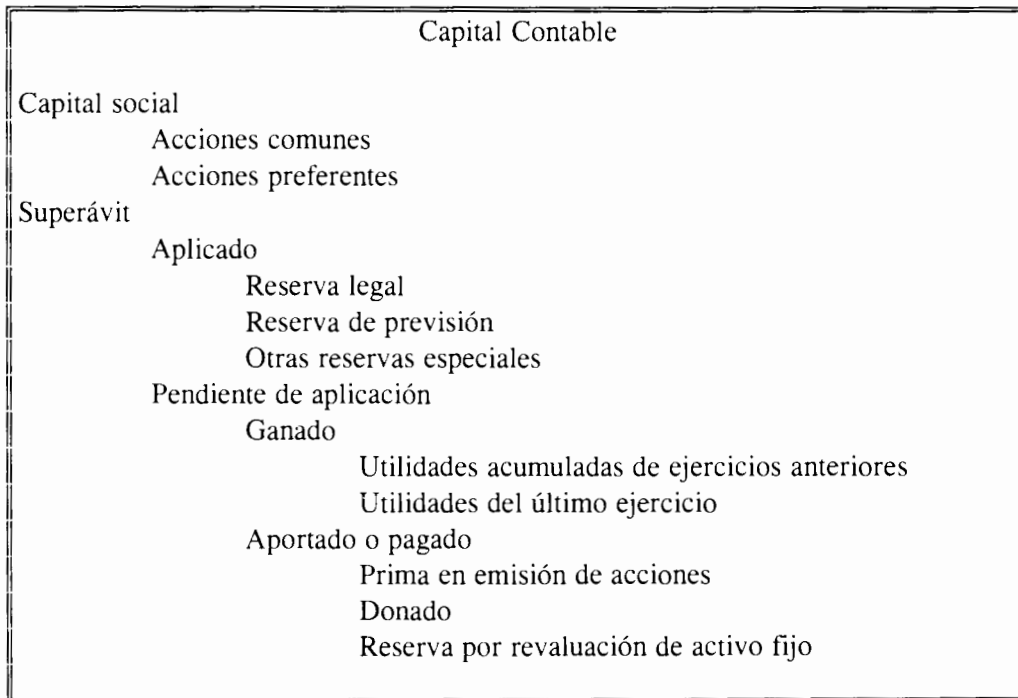 Capital Contable
Capital social
Acciones comunes
Acciones preferentes
Superávit
Aplicado
Reserva legal
Reserva de previsión
Otras reservas especiales
Pendiente de aplicación
Ganado
Utilidades acumuladas de ejercicios anteriores
Utilidades del último ejercicio
Aportado o pagado
Prima en emisión de acciones
Donado
Reserva por revaluación de activo fijo